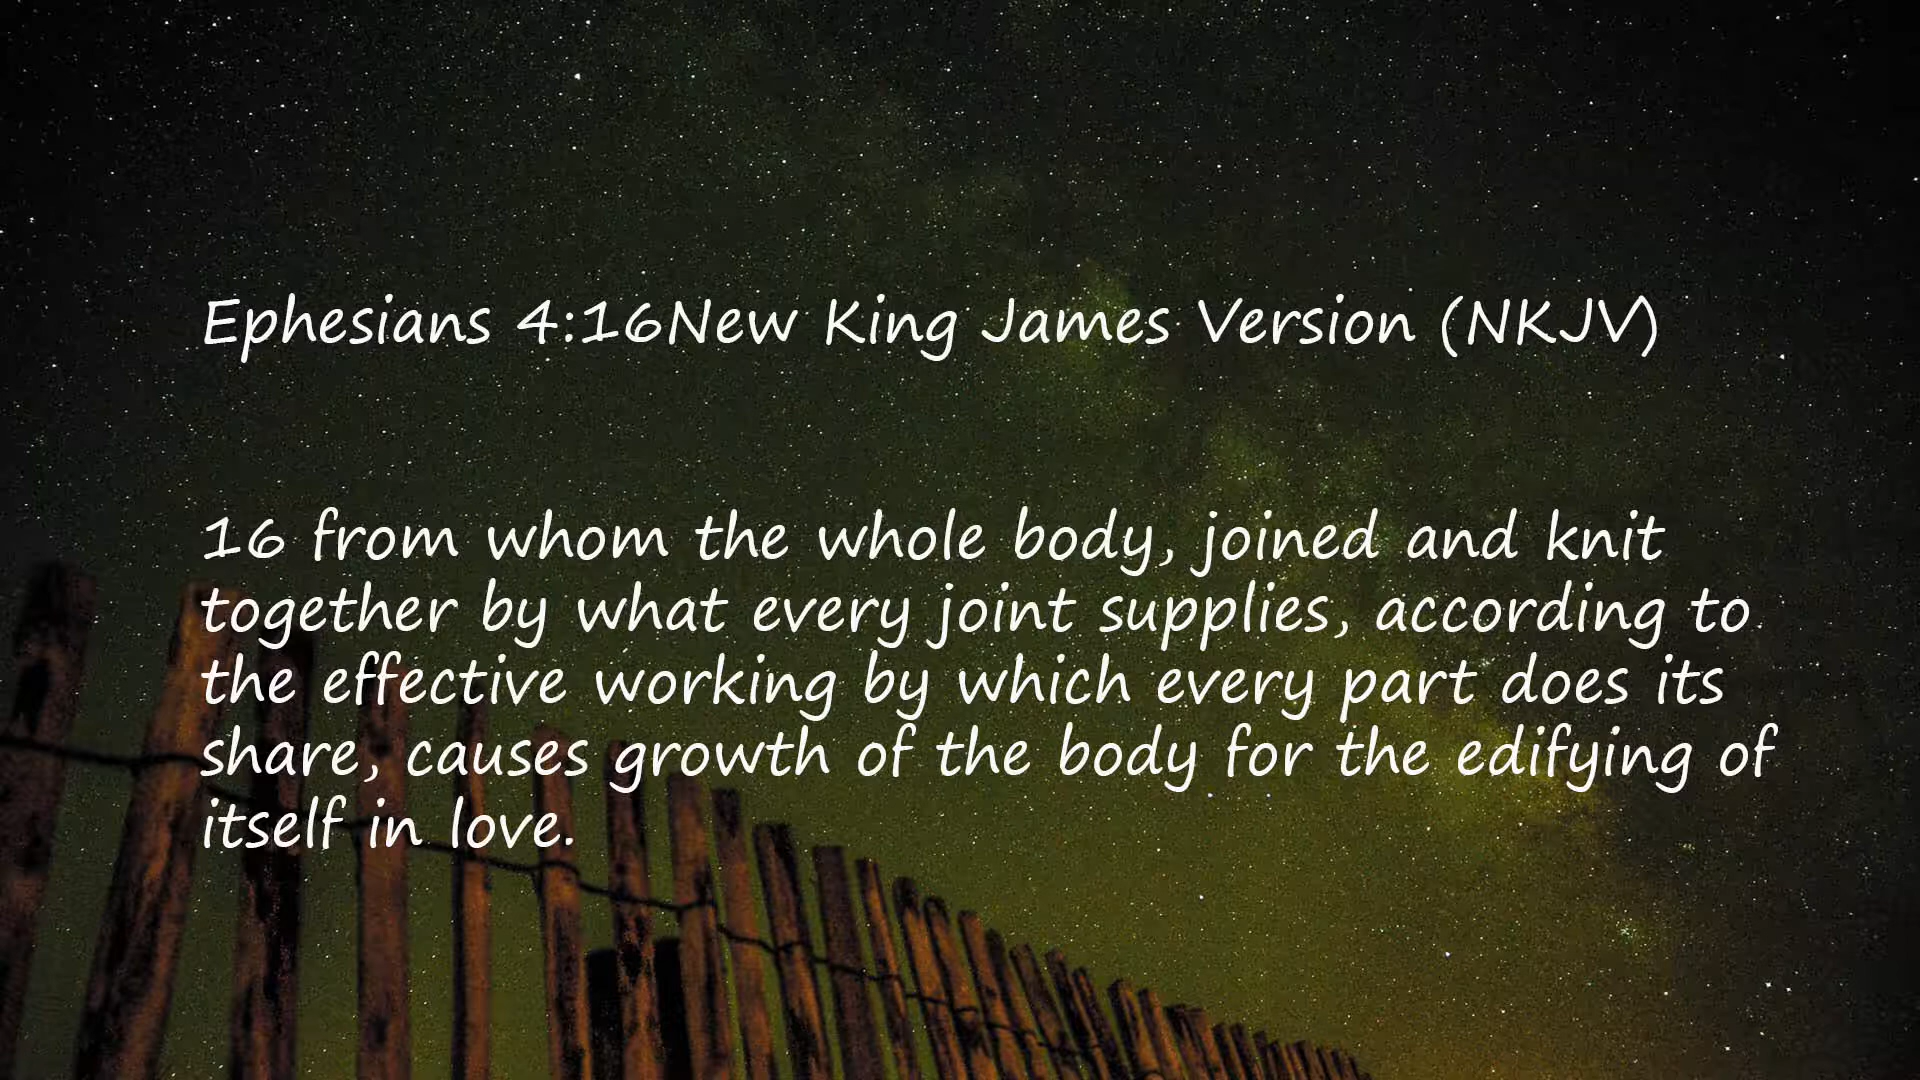 Ephesians 4:16New King James Version (NKJV)
16 from whom the whole body, joined and knit
together by what every joint supplies, according to
the effective working by which every part does its
share, causes growth of the body for the edifying of
itself in love.